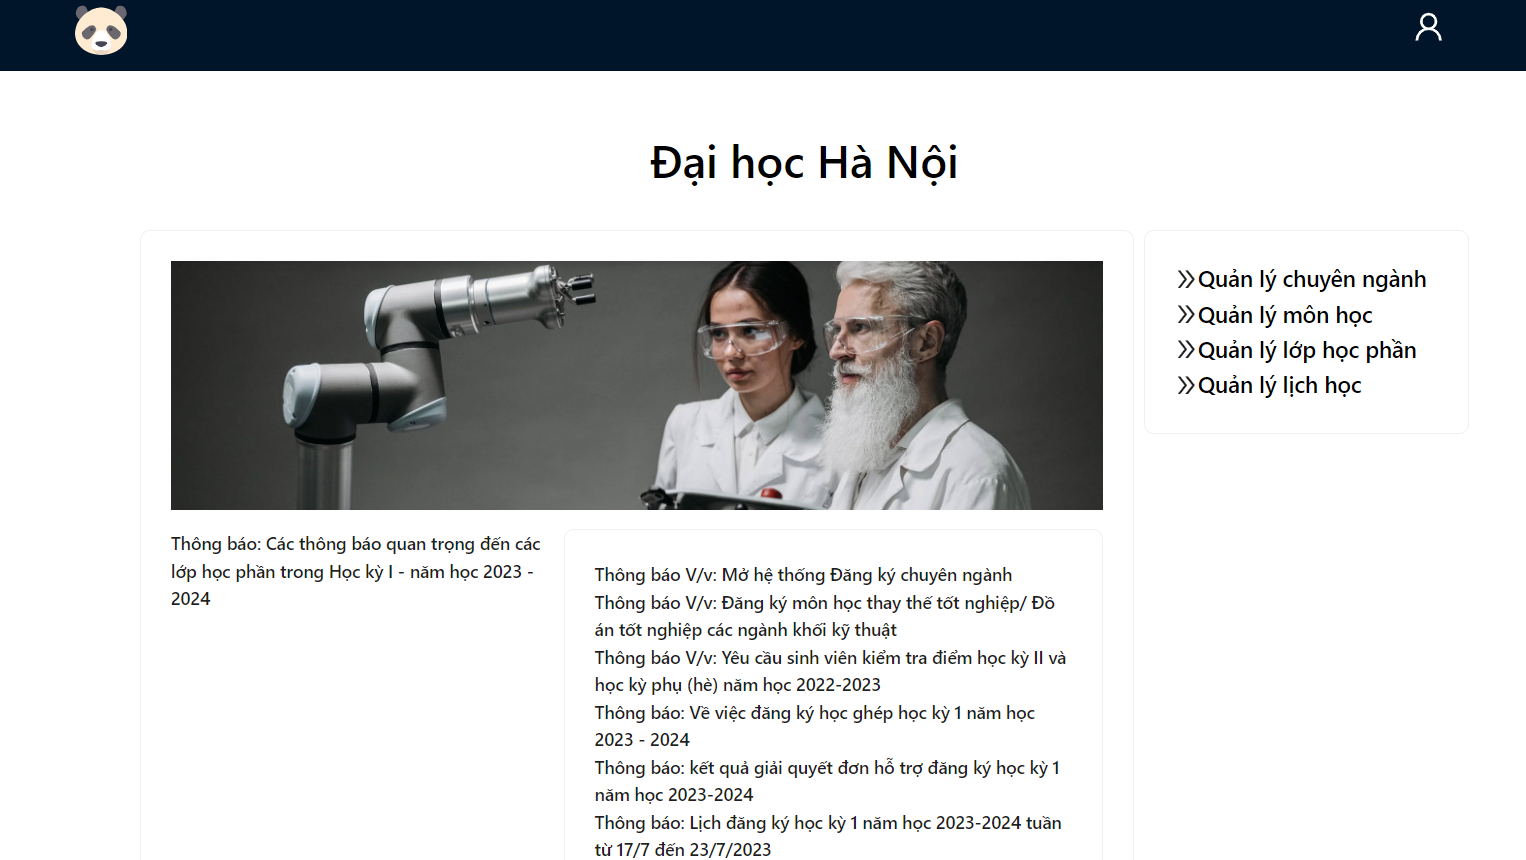 Đại học Hà Nội
Thông báo: Các thông báo quan trọng đến các
lớp học phần trong Học kỳ I - năm học 2023 -
2024
Thông báo V/v: Mở hệ thống Đăng ký chuyên ngành
Thông báo V/v: Đăng ký môn học thay thế tốt nghiệp/ Đồ
án tốt nghiệp các ngành khối kỹ thuật
Thông báo V/v: Yêu cầu sinh viên kiểm tra điểm học kỳ II và
học kỳ phụ (hè) năm học 2022-2023
Thông báo: Về việc đăng ký học ghép học kỳ 1 năm học
2023 - 2024
Thông báo: kết quả giải quyết đơn hỗ trợ đăng ký học kỳ 1
năm học 2023-2024
Thông báo: Lịch đăng ký học kỳ 1 năm học 2023-2024 tuần
từ 17/7 đến 23/7/2023
Quản lý chuyên ngành
Quản lý môn học
Quản lý lớp học phần
Quản lý lịch học